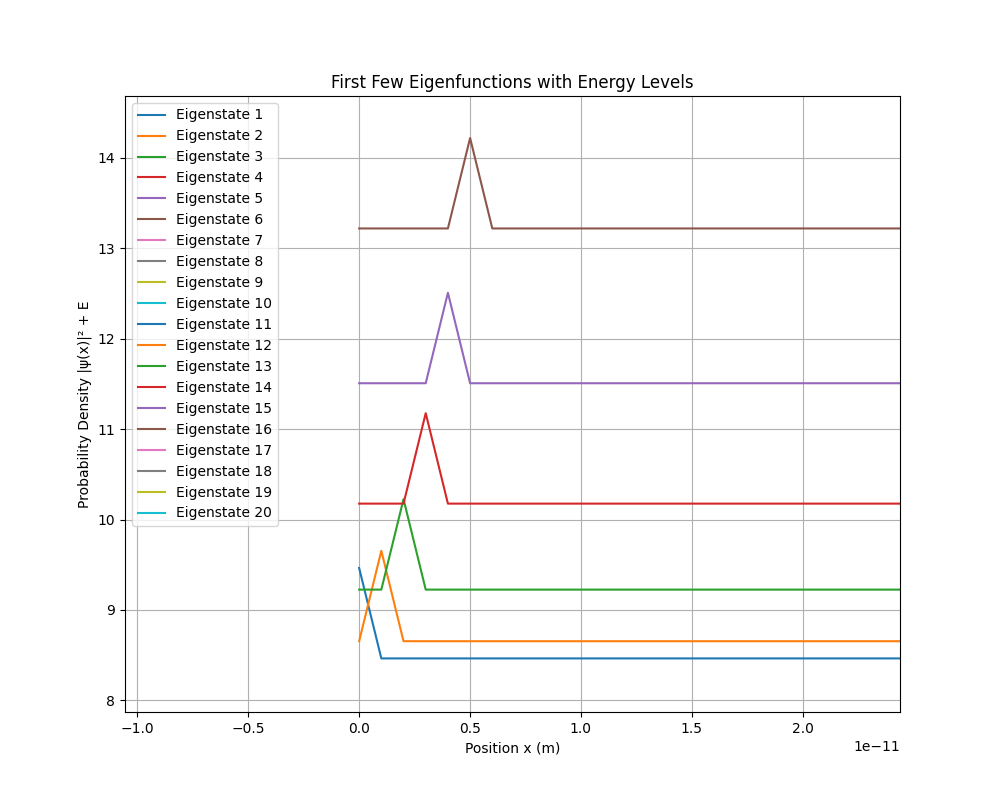 First Few Eigenfunctions with Energy Levels
Eigenstate 1
Eigenstate 2
Eigenstate 3
Eigenstate 4
Eigenstate 5
Eigenstate 6
Eigenstate 7
Eigenstate 8
Eigenstate 9
Eigenstate 10
Eigenstate 11
Eigenstate 12
Eigenstate 13
Eigenstate 14
Eigenstate 15
Eigenstate 16
Eigenstate 17
Eigenstate 18
Eigenstate 19
Eigenstate 20
Probability Density |ψ(x)|² + E
14
13
12
11
10
9
8
−1.0 −0.5 0.0 0.5 1.0 1.5 2.0
1e−11
Position x (m)